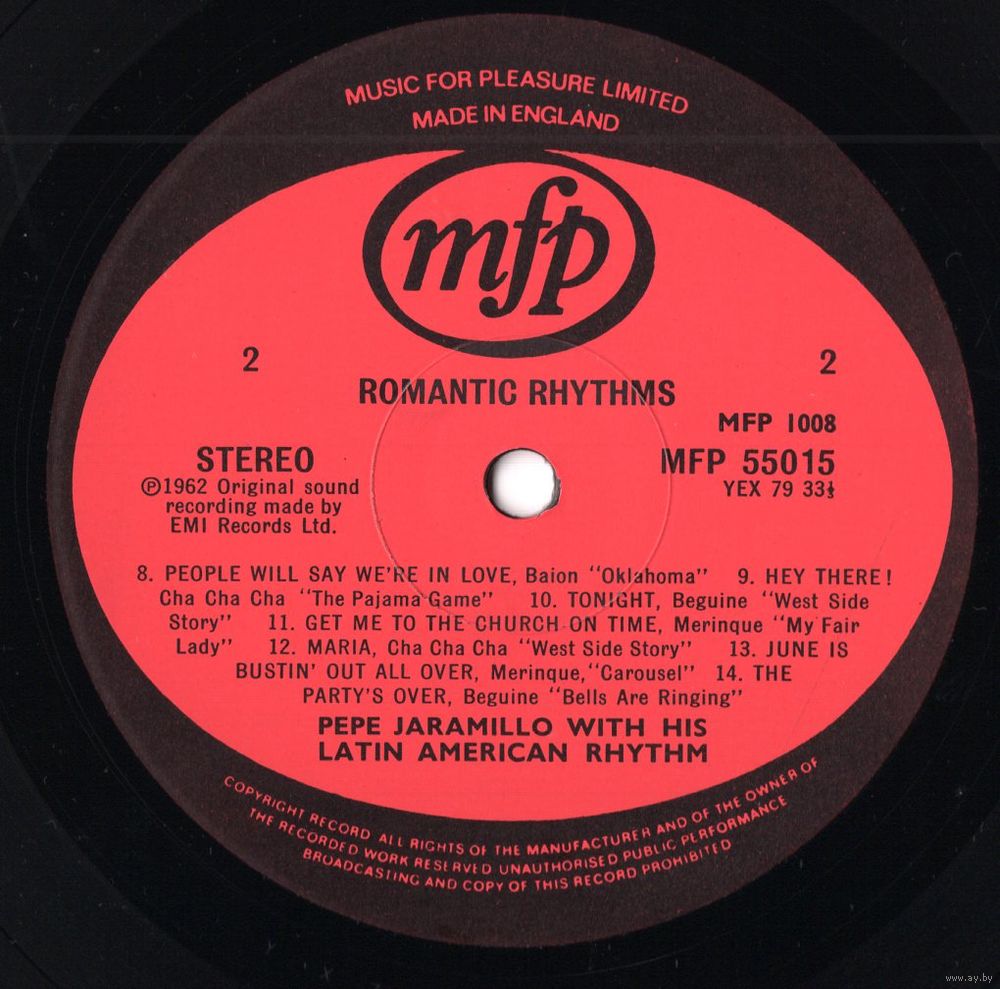 MUSIC FOR PLEASURE LIMITED
MADE IN ENGLAND
mfp
2
2
ROMANTIC RHYTHMS
MFP 1008
STEREO
MFP 55015
℗1962 Original sound
YEX 79 33⅓
recording made by
EMI Records Ltd.
8. PEOPLE WILL SAY WE'RE IN LOVE, Baion "Oklahoma" 9. HEY THERE!
Cha Cha Cha "The Pajama Game" 10. TONIGHT, Beguine "West Side
Story" 11. GET ME TO THE CHURCH ON TIME, Merinque "My Fair
Lady" 12. MARIA, Cha Cha Cha "West Side Story" 13. JUNE IS
BUSTIN' OUT ALL OVER, Merinque, "Carousel" 14. THE
PARTY'S OVER, Beguine "Bells Are Ringing"
PEPE JARAMILLO WITH HIS
LATIN AMERICAN RHYTHM
COPYRIGHT RECORD ALL RIGHTS OF THE MANUFACTURER AND OF THE OWNER OF
THE RECORDED WORK RESERVED UNAUTHORISED PUBLIC PERFORMANCE
BROADCASTING AND COPY OF THIS RECORD PROHIBITED
www.ay.by